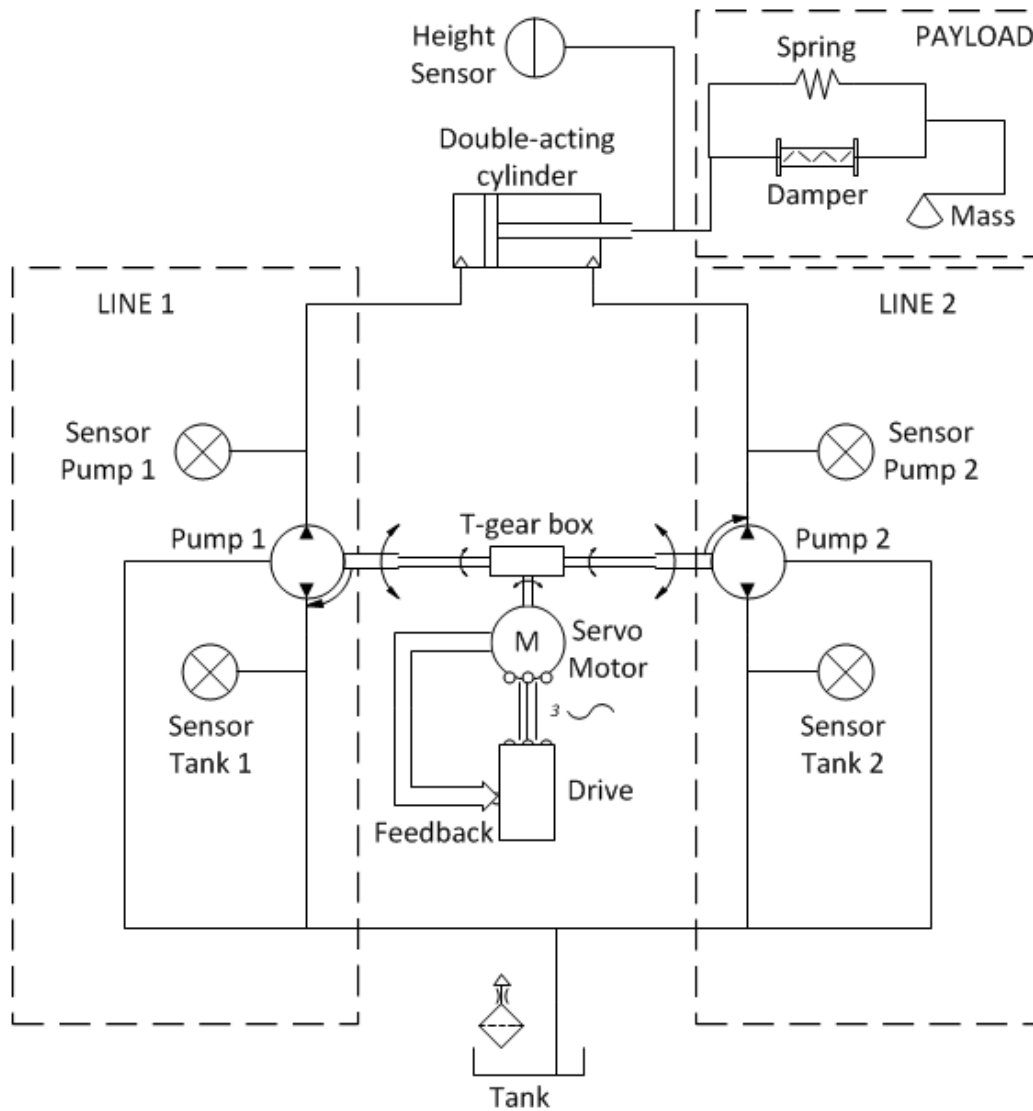 Height
Sensor
PAYLOAD
Spring
Damper
Mass
Double-acting
cylinder
LINE 1
LINE 2
Sensor
Pump 1
Sensor
Pump 2
Pump 1
T-gear box
Pump 2
M
Servo
Motor
3
Sensor
Tank 1
Sensor
Tank 2
Drive
Feedback
Tank